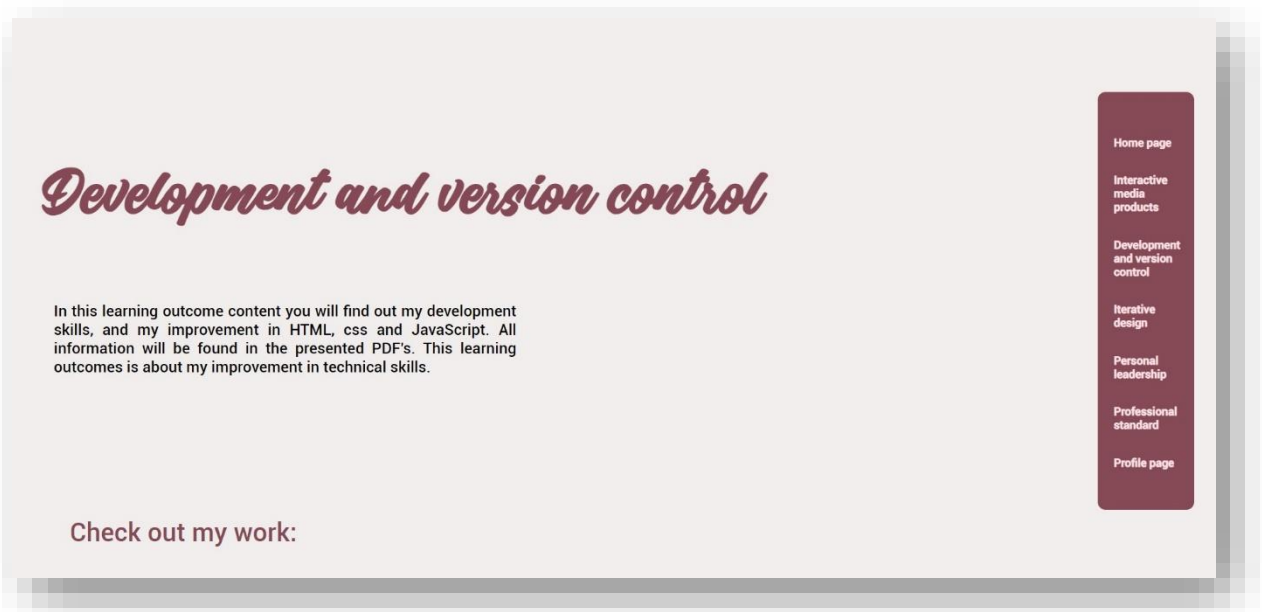 Development and version control
In this learning outcome content you will find out my development
skills, and my improvement in HTML, css and JavaScript. All
information will be found in the presented PDF's. This learning
outcomes is about my improvement in technical skills.
Check out my work:
Home page
Interactive
media
products
Development
and version
control
Iterative
design
Personal
leadership
Professional
standard
Profile page